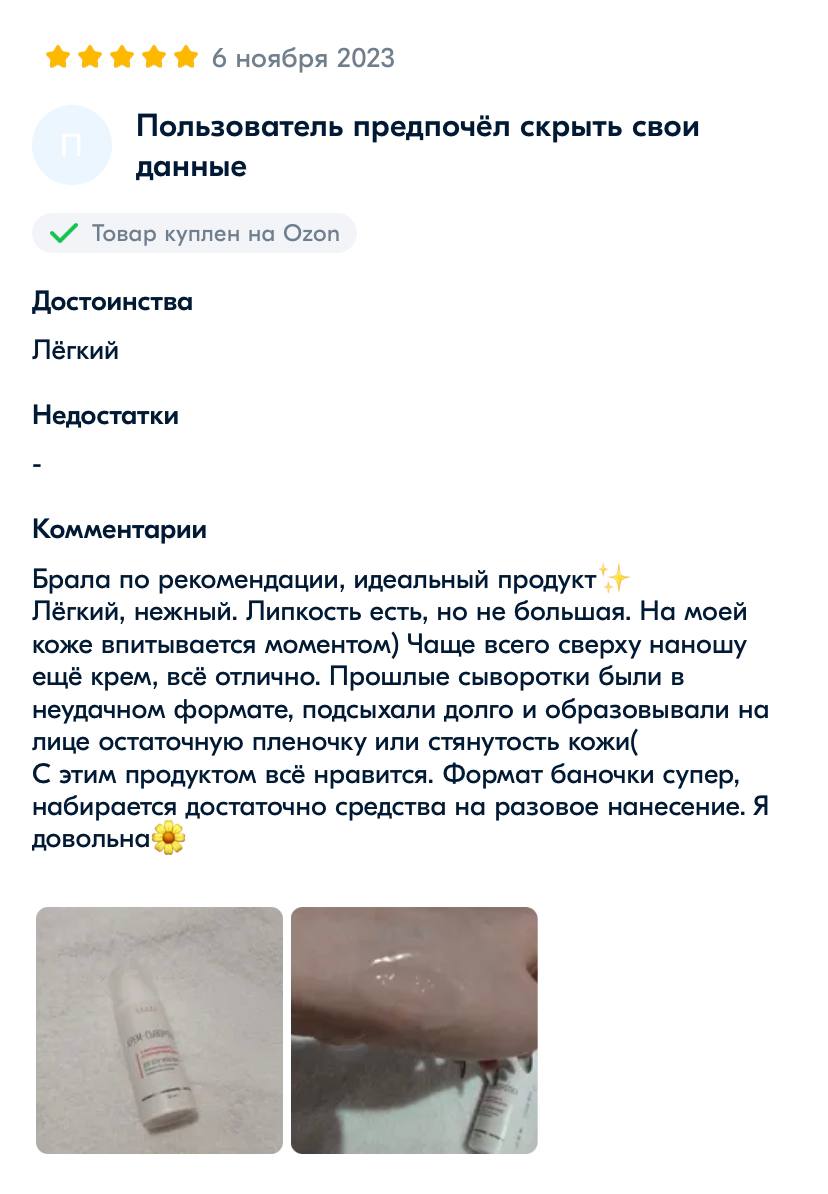 6 ноября 2023
П
Пользователь предпочёл скрыть свои
данные
Товар куплен на Ozon
Достоинства
Лёгкий
Недостатки
-
Комментарии
Брала по рекомендации, идеальный продукт✨
Лёгкий, нежный. Липкость есть, но не большая. На моей
коже впитывается моментом) Чаще всего сверху наношу
ещё крем, всё отлично. Прошлые сыворотки были в
неудачном формате, подсыхали долго и образовывали на
лице остаточную пленочку или стянутость кожи(
С этим продуктом всё нравится. Формат баночки супер,
набирается достаточно средства на разовое нанесение. Я
довольна🌼